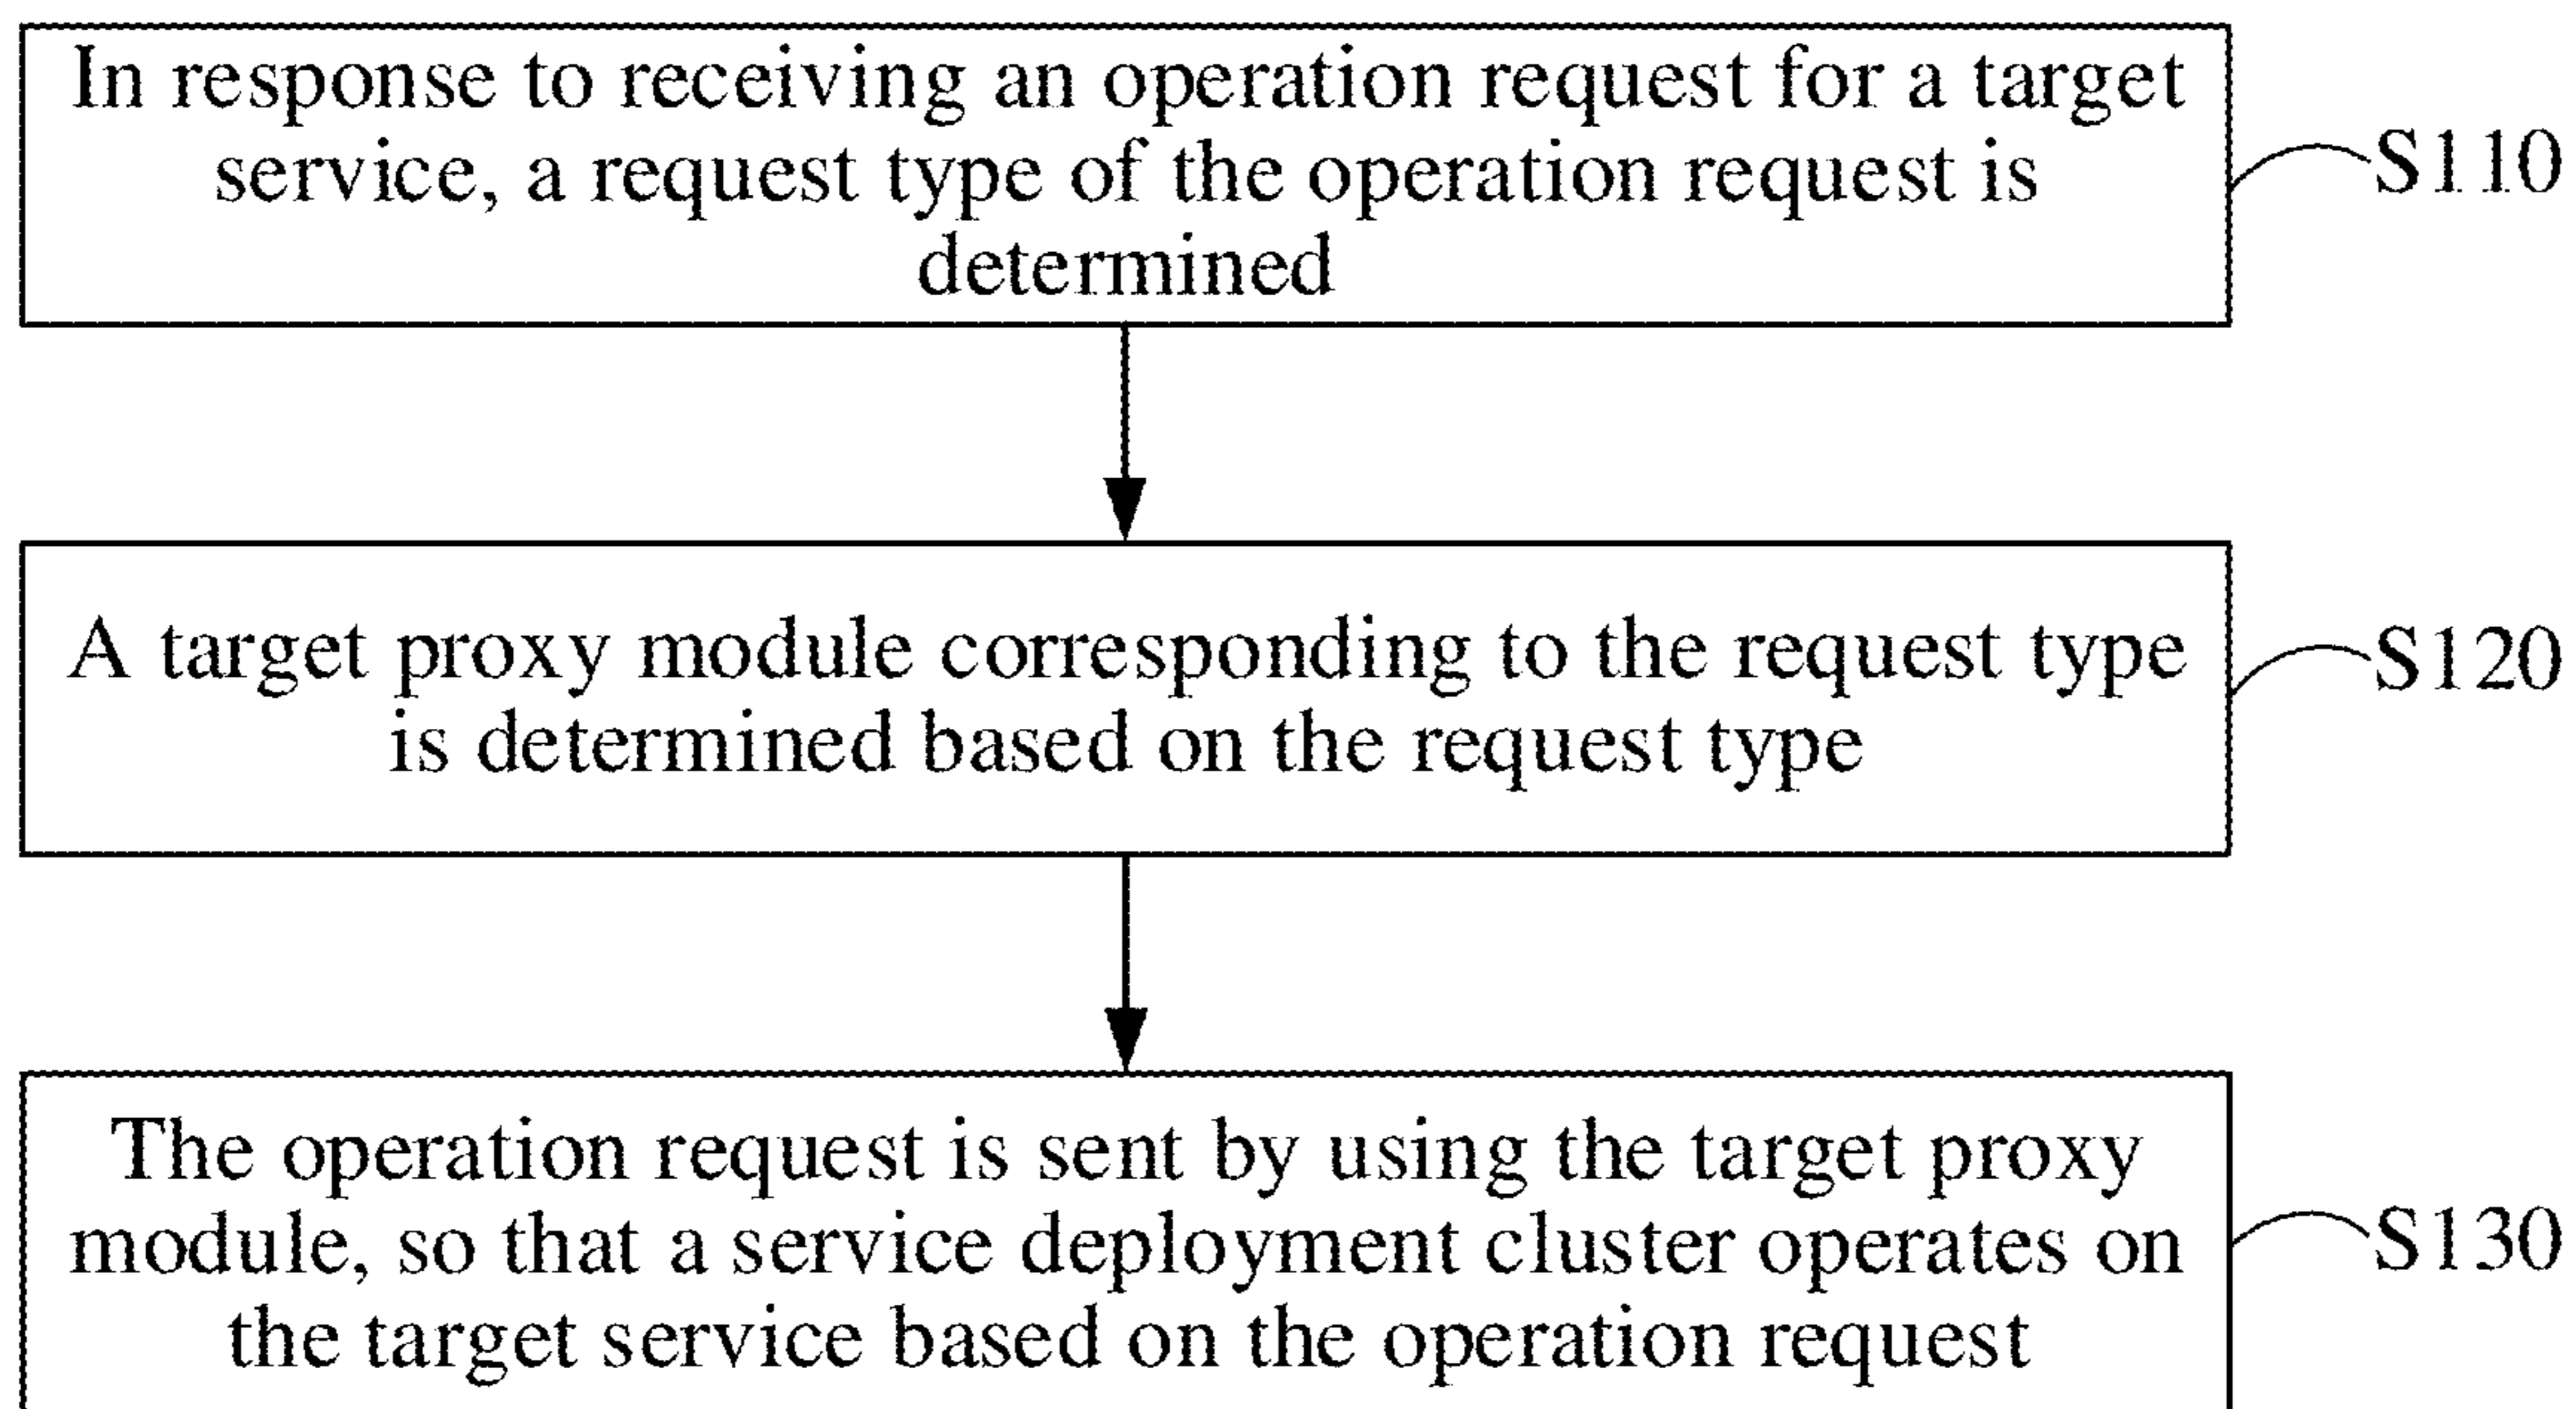 In response to receiving an operation request for a target
service, a request type of the operation request is
determined
S110
A target proxy module corresponding to the request type
is determined based on the request type
S120
The operation request is sent by using the target proxy
module, so that a service deployment cluster operates on
the target service based on the operation request
S130